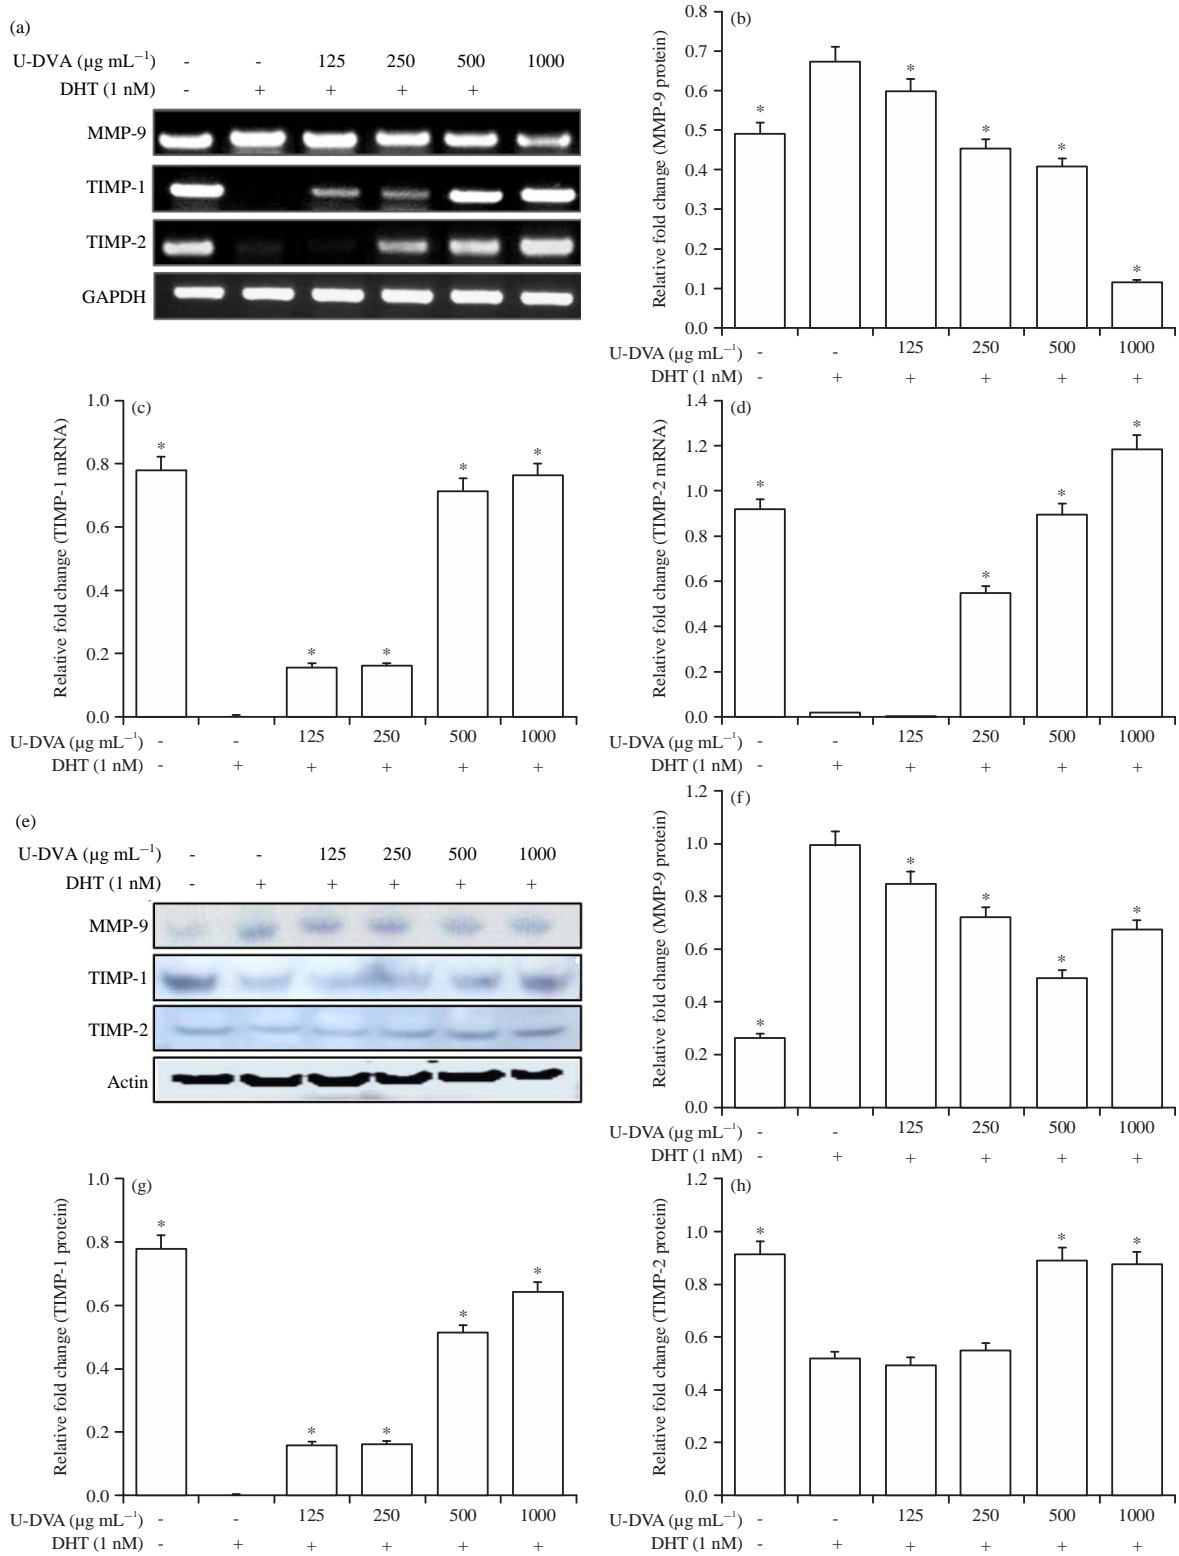 (a)
U-DVA (µg mL⁻¹) - - 125 250 500 1000
DHT (1 nM) - + + + +
MMP-9
TIMP-1
TIMP-2
GAPDH
(b)
Relative fold change (MMP-9 protein)
0.8
0.7
0.6
0.5
0.4
0.3
0.2
0.1
0.0
* * * * *
U-DVA (µg mL⁻¹) - - 125 250 500 1000
DHT (1 nM) - + + + + +
(c)
Relative fold change (TIMP-1 mRNA)
1.0
0.8
0.6
0.4
0.2
0.0
* * * * *
U-DVA (µg mL⁻¹) - - 125 250 500 1000
DHT (1 nM) - + + + + +
(d)
Relative fold change (TIMP-2 mRNA)
1.4
1.2
1.0
0.8
0.6
0.4
0.2
0.0
* * * *
U-DVA (µg mL⁻¹) - - 125 250 500 1000
DHT (1 nM) - + + + + +
(e)
U-DVA (µg mL⁻¹) - - 125 250 500 1000
DHT (1 nM) - + + + + +
MMP-9
TIMP-1
TIMP-2
Actin
(f)
Relative fold change (MMP-9 protein)
1.2
1.0
0.8
0.6
0.4
0.2
0.0
* * * * *
U-DVA (µg mL⁻¹) - - 125 250 500 1000
DHT (1 nM) - + + + + +
(g)
Relative fold change (TIMP-1 protein)
1.0
0.8
0.6
0.4
0.2
0.0
* * * * *
U-DVA (µg mL⁻¹) - - 125 250 500 1000
DHT (1 nM) - + + + + +
(h)
Relative fold change (TIMP-2 protein)
1.2
1.0
0.8
0.6
0.4
0.2
0.0
* * *
U-DVA (µg mL⁻¹) - - 125 250 500 1000
DHT (1 nM) - + + + + +